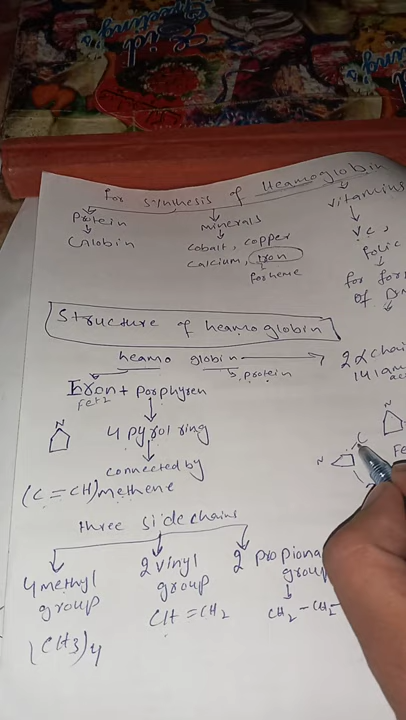 For synthesis of Heamoglobin
Protein
Globin
minerals
cobalt, copper
calcium, iron
for heme
vitamins
vc,
folic
for for
of
Structure of heamoglobin
heamo globin
protein
2α chai
141 am
Iron + porphyren
Fe+2
4 pyrol ring
N
connected by
(C=CH) methene
N
N
C
Fe
three side chains
4 methyl group
(CH3)4
2 vinyl group
CH=CH2
2 propiona group
CH2-CH2-